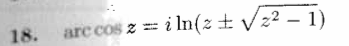 18. arc cos z = i ln(z ± √z² − 1)